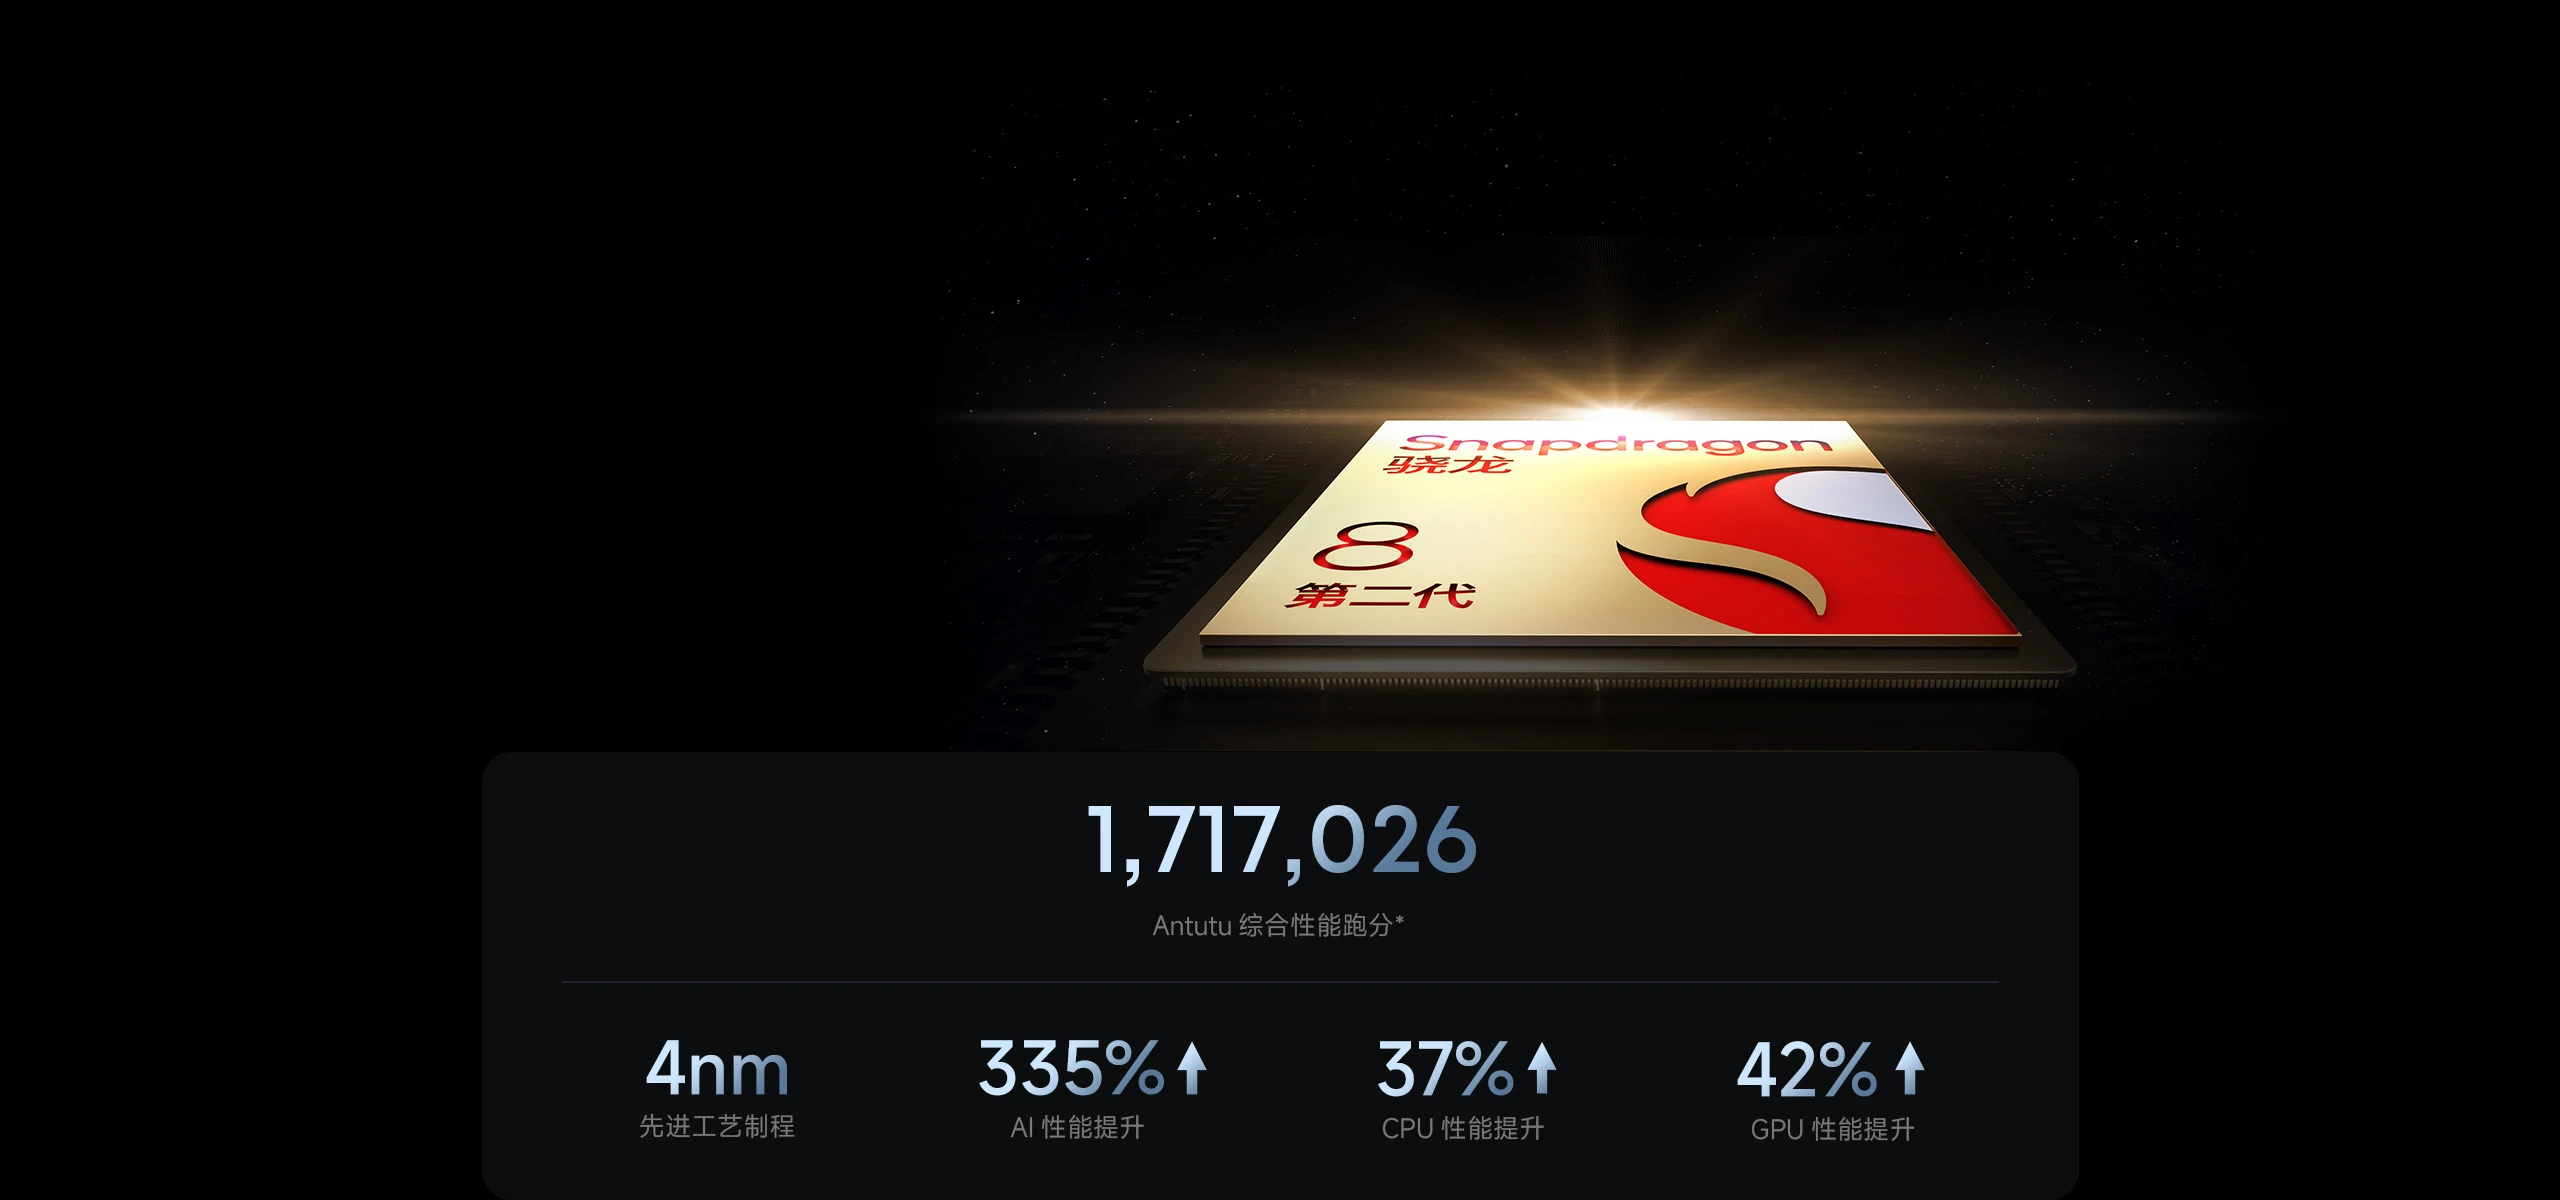 Snapdragon
骁龙
8
第二代
1,717,026
Antutu 综合性能跑分*
4nm
先进工艺制程
335%↑
AI 性能提升
37%↑
CPU 性能提升
42%↑
GPU 性能提升